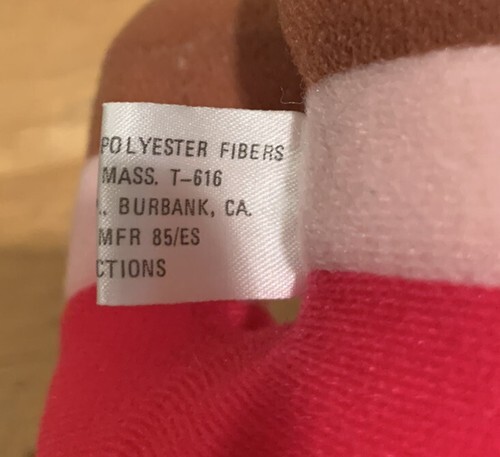 POLYESTER FIBERS
MASS. T-616
., BURBANK, CA.
MFR 85/ES
CTIONS